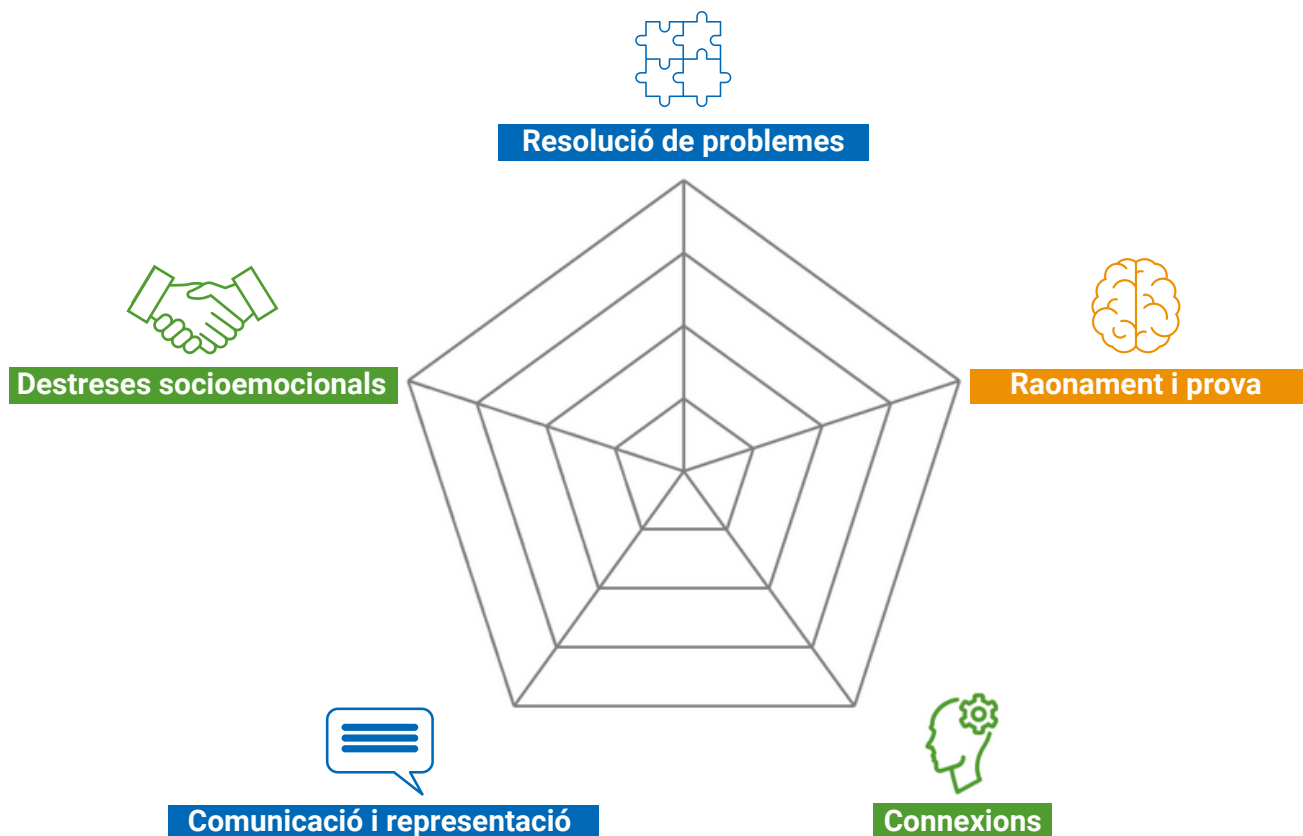 Resolució de problemes
Destreses socioemocionals
Raonament i prova
Comunicació i representació
Connexions